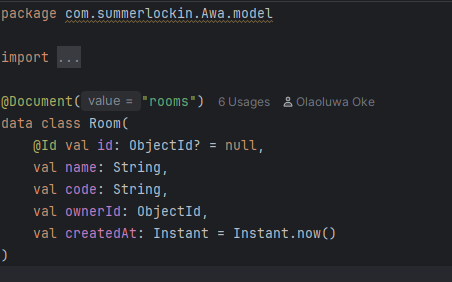 package com.summerlockin.Awa.model
import ...
@Document( value = "rooms") 6 Usages Olaoluwa Oke
data class Room(
    @Id val id: ObjectId? = null,
    val name: String,
    val code: String,
    val ownerId: ObjectId,
    val createdAt: Instant = Instant.now()
)